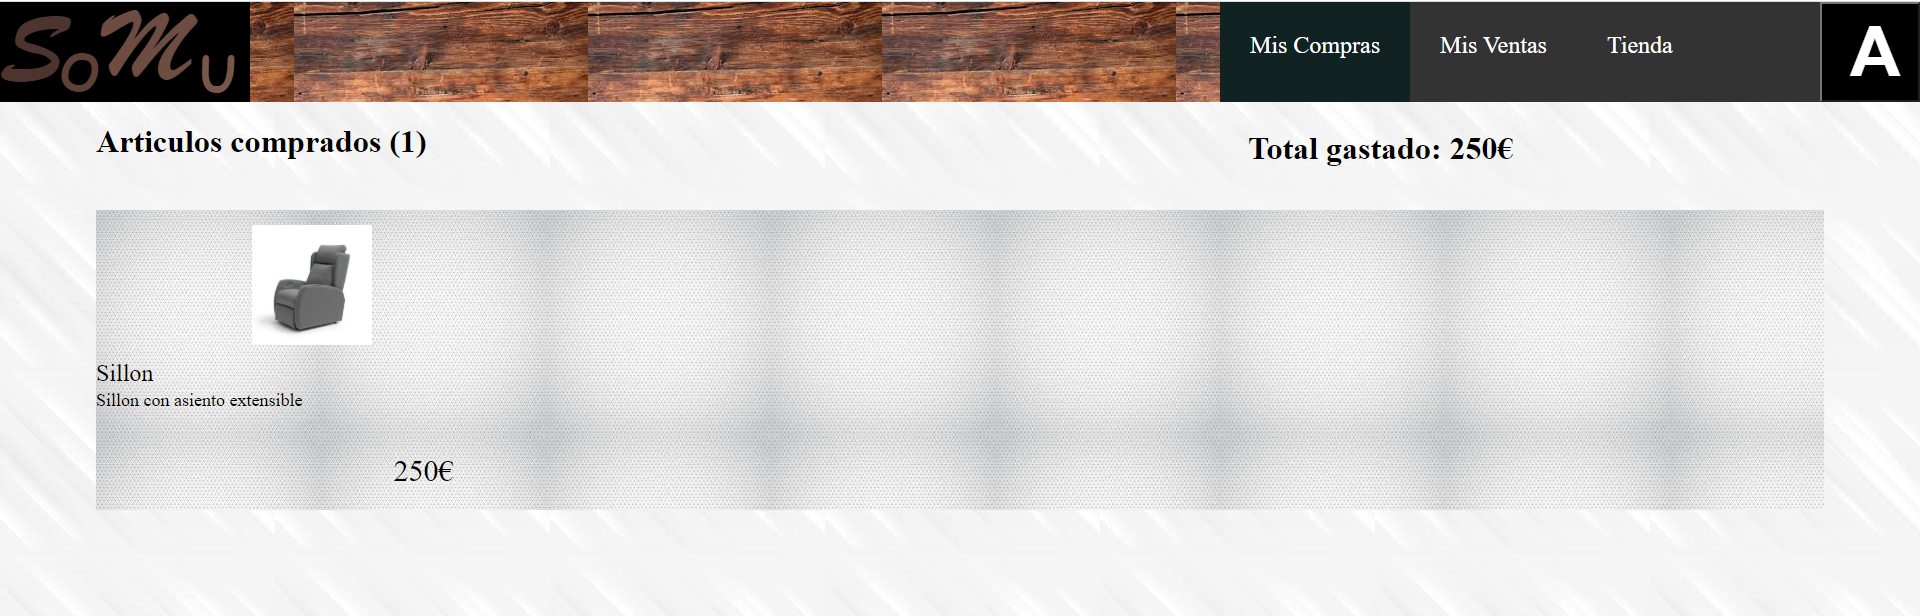 SoMu
Mis Compras
Mis Ventas
Tienda
A
Articulos comprados (1)
Total gastado: 250€
Sillon
Sillon con asiento extensible
250€